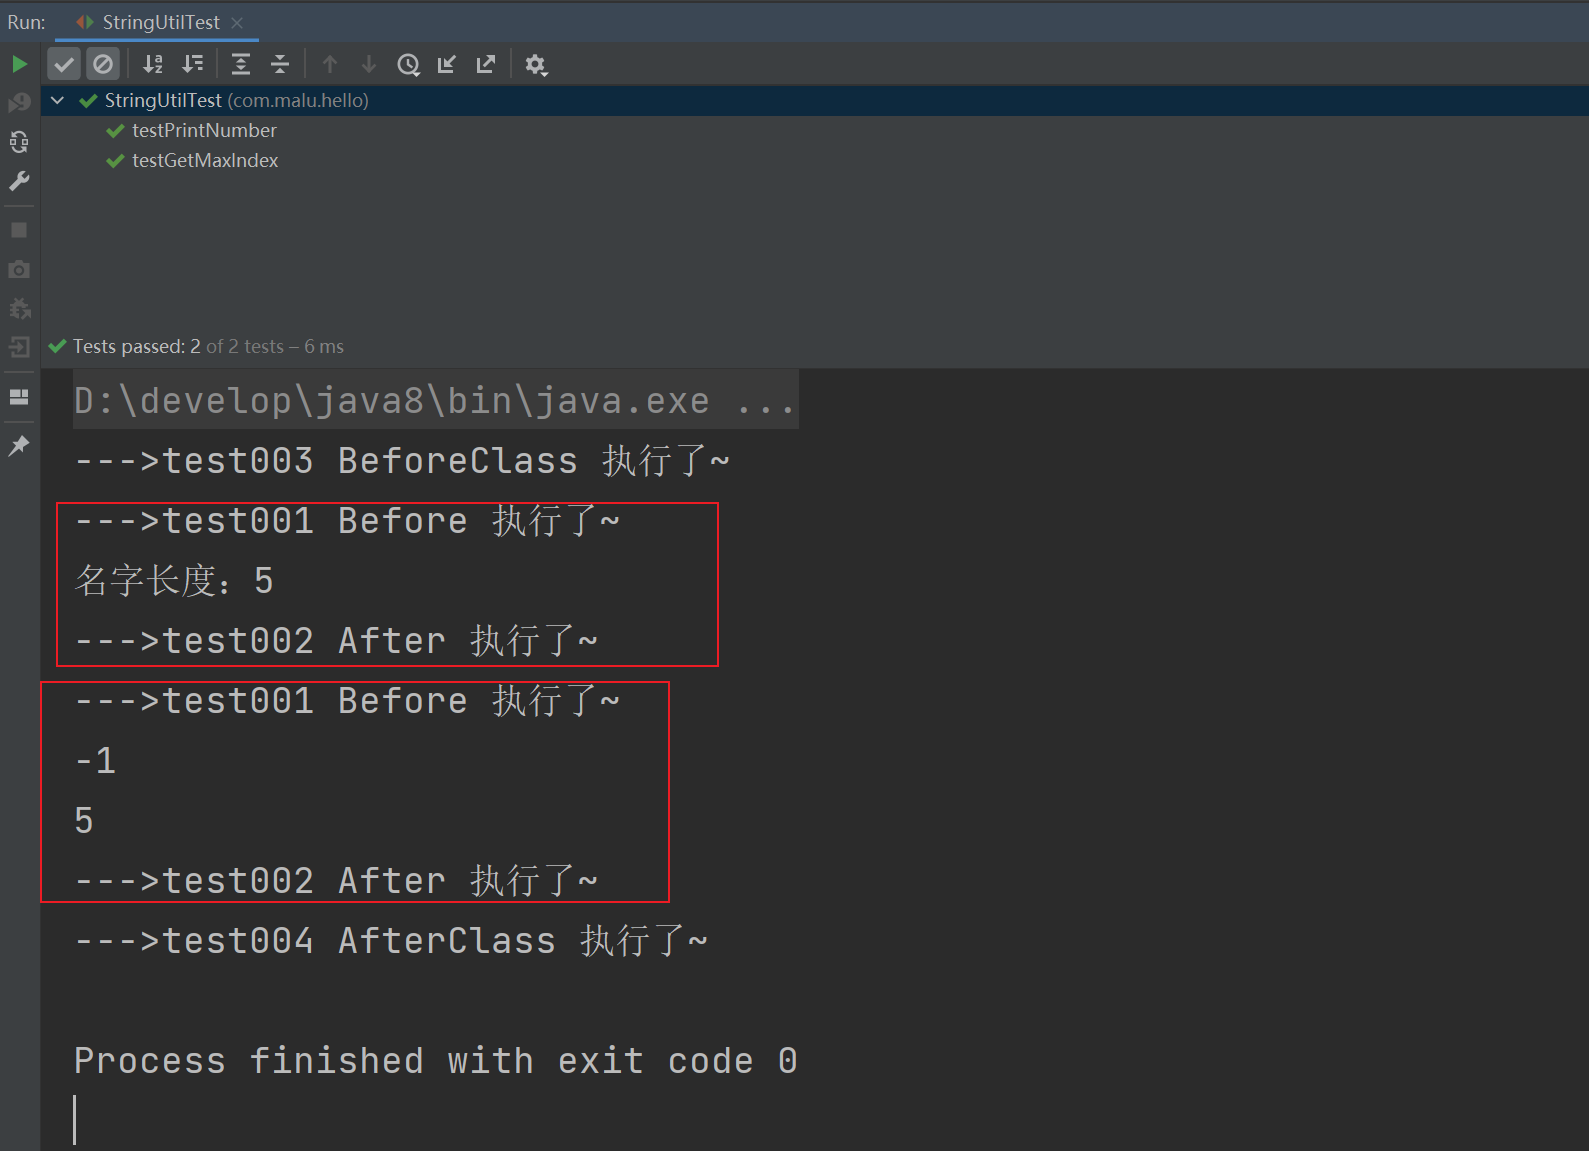 Run: StringUtilTest
StringUtilTest (com.malu.hello)
testPrintNumber
testGetMaxIndex
Tests passed: 2 of 2 tests – 6 ms
D:\develop\java8\bin\java.exe ...
--->test003 BeforeClass 执行了~
--->test001 Before 执行了~
名字长度：5
--->test002 After 执行了~
--->test001 Before 执行了~
-1
5
--->test002 After 执行了~
--->test004 AfterClass 执行了~
Process finished with exit code 0